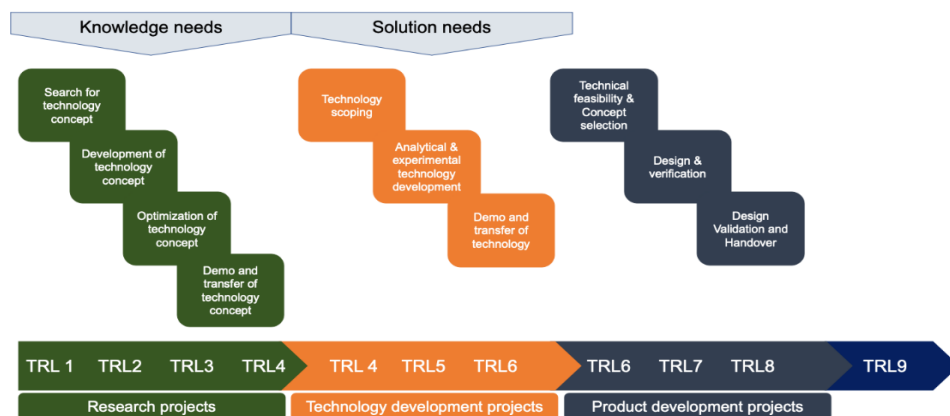 Knowledge needs
Solution needs
Search for
technology
concept
Development of
technology
concept
Optimization of
technology
concept
Demo and
transfer of
technology
concept
Technology
scoping
Analytical &
experimental
technology
development
Demo and
transfer of
technology
Technical
feasibility &
Concept
selection
Design &
verification
Design
Validation and
Handover
TRL 1 TRL2 TRL3 TRL4 TRL 4 TRL5 TRL6 TRL6 TRL7 TRL8 TRL9
Research projects
Technology development projects
Product development projects